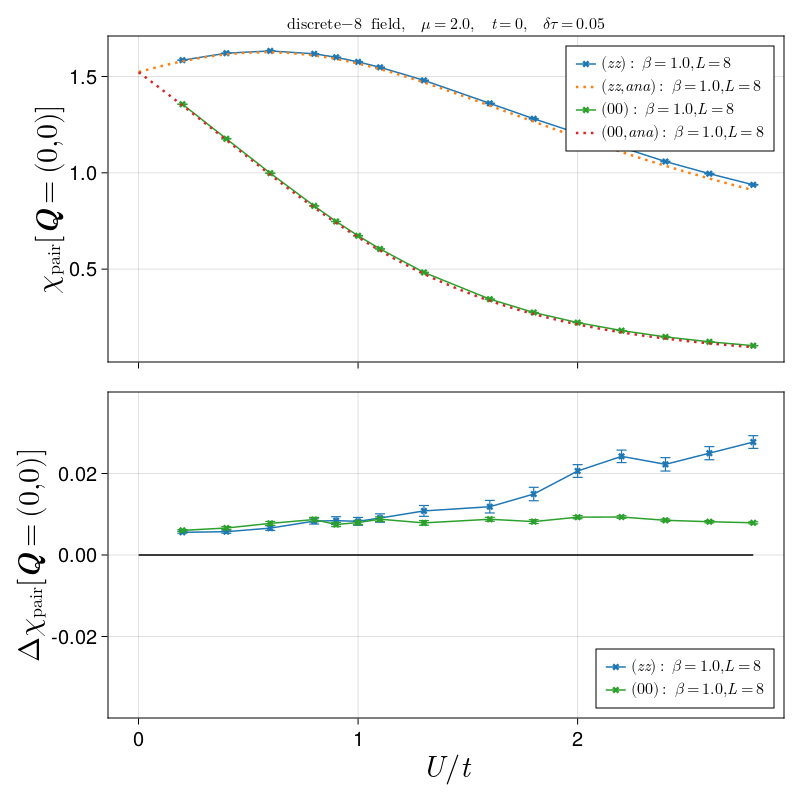 discrete−8 field, μ = 2.0, t = 0, δτ = 0.05
χpair[Q = (0,0)]
1.5
1.0
0.5
(zz) : β = 1.0, L = 8
(zz,ana) : β = 1.0, L = 8
(00) : β = 1.0, L = 8
(00,ana) : β = 1.0, L = 8
Δχpair[Q = (0,0)]
0.02
0.00
-0.02
(zz) : β = 1.0, L = 8
(00) : β = 1.0, L = 8
0 1 2
U/t